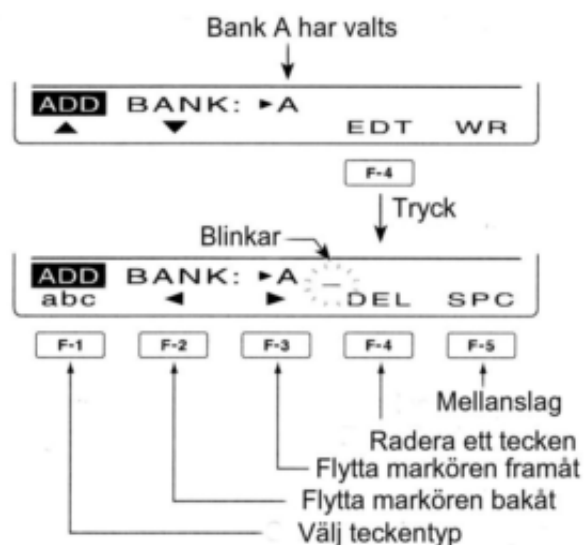 Bank A har valts
ADD BANK: ►A
▲ ▼ EDT WR
F-4
Tryck
Blinkar
ADD BANK: ►A _
abc ◄ ► DEL SPC
F-1 F-2 F-3 F-4 F-5
Mellanslag
Radera ett tecken
Flytta markören framåt
Flytta markören bakåt
Välj teckentyp